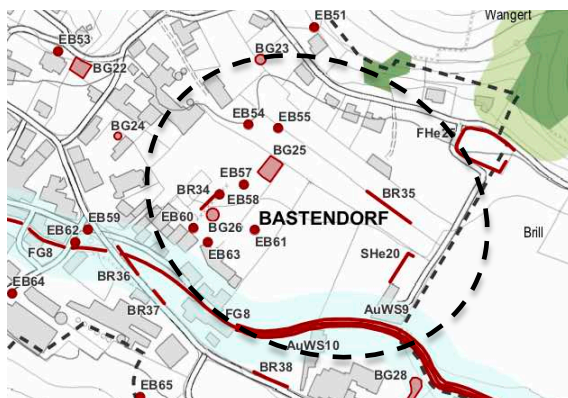 EB51
Wangert
EB53
BG23
BG22
EB54
EB55
BG24
FHe25
BG25
EB57
BR34
EB58
BR35
EB59
EB60
BG26
BASTENDORF
EB62
EB61
Brill
FG8
EB63
SHe20
BR36
EB64
BR37
FG8
AuWS9
AuWS10
BR38
BG28
EB65